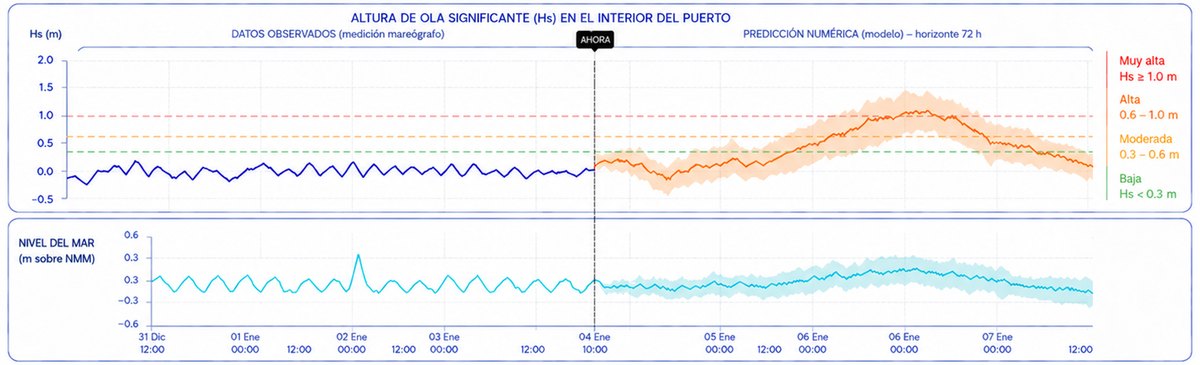 ALTURA DE OLA SIGNIFICANTE (Hs) EN EL INTERIOR DEL PUERTO
Hs (m)
DATOS OBSERVADOS (medición mareógrafo)
AHORA
PREDICCIÓN NUMÉRICA (modelo) – horizonte 72 h
2.0
1.5
1.0
0.5
0.0
−0.5
Muy alta
Hs ≥ 1.0 m
Alta
0.6 – 1.0 m
Moderada
0.3 – 0.6 m
Baja
Hs < 0.3 m
NIVEL DEL MAR
(m sobre NMM)
0.6
0.3
0.3
−0.3
−0.6
31 Dic 01 Ene 02 Ene 03 Ene 04 Ene 05 Ene 06 Ene 06 Ene 07 Ene
12:00 00:00 12:00 00:00 12:00 00:00 12:00 10:00 00:00 12:00 00:00 00:00 00:00 12:00